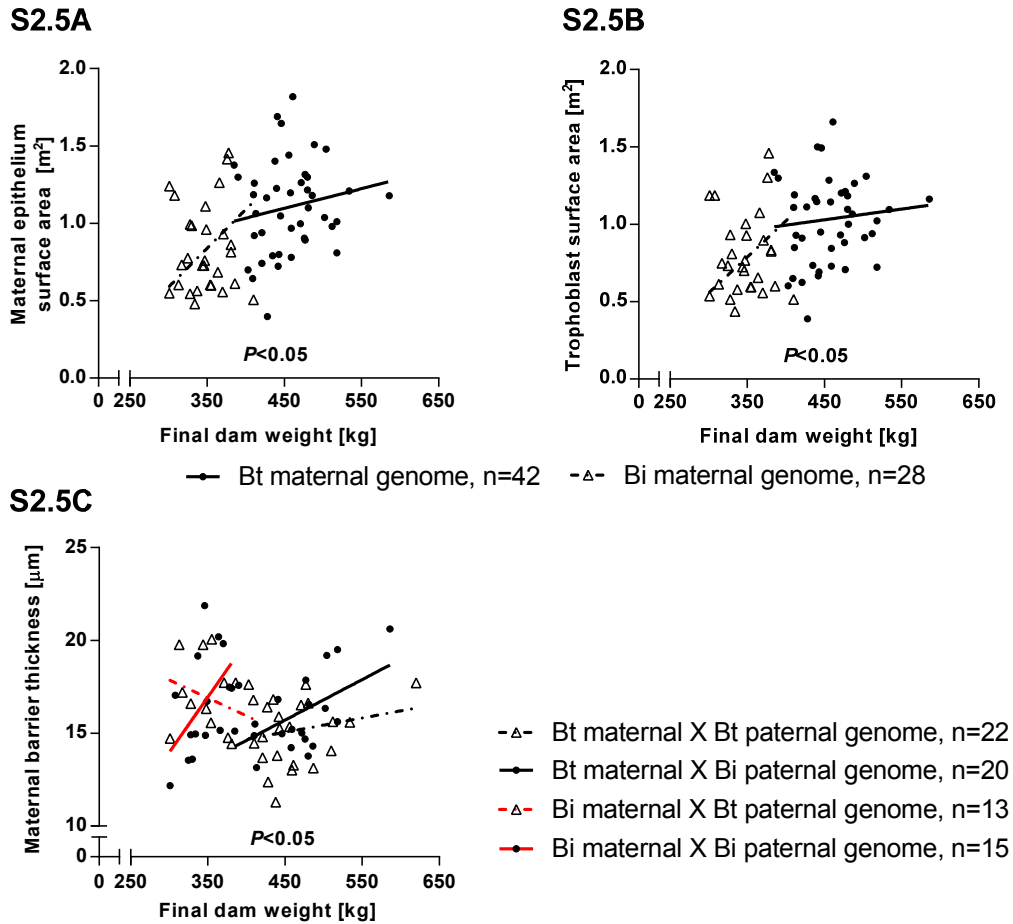 S2.5A
Maternal epithelium
surface area [m²]
2.0
1.5
1.0
0.5
0.0
P<0.05
0 250 350 450 550 650
Final dam weight [kg]
S2.5B
Trophoblast surface area [m²]
2.0
1.5
1.0
0.5
0.0
P<0.05
0 250 350 450 550 650
Final dam weight [kg]
Bt maternal genome, n=42 Bi maternal genome, n=28
S2.5C
Maternal barrier thickness [μm]
25
20
15
10
0
P<0.05
0 250 350 450 550 650
Final dam weight [kg]
Bt maternal X Bt paternal genome, n=22
Bt maternal X Bi paternal genome, n=20
Bi maternal X Bt paternal genome, n=13
Bi maternal X Bi paternal genome, n=15